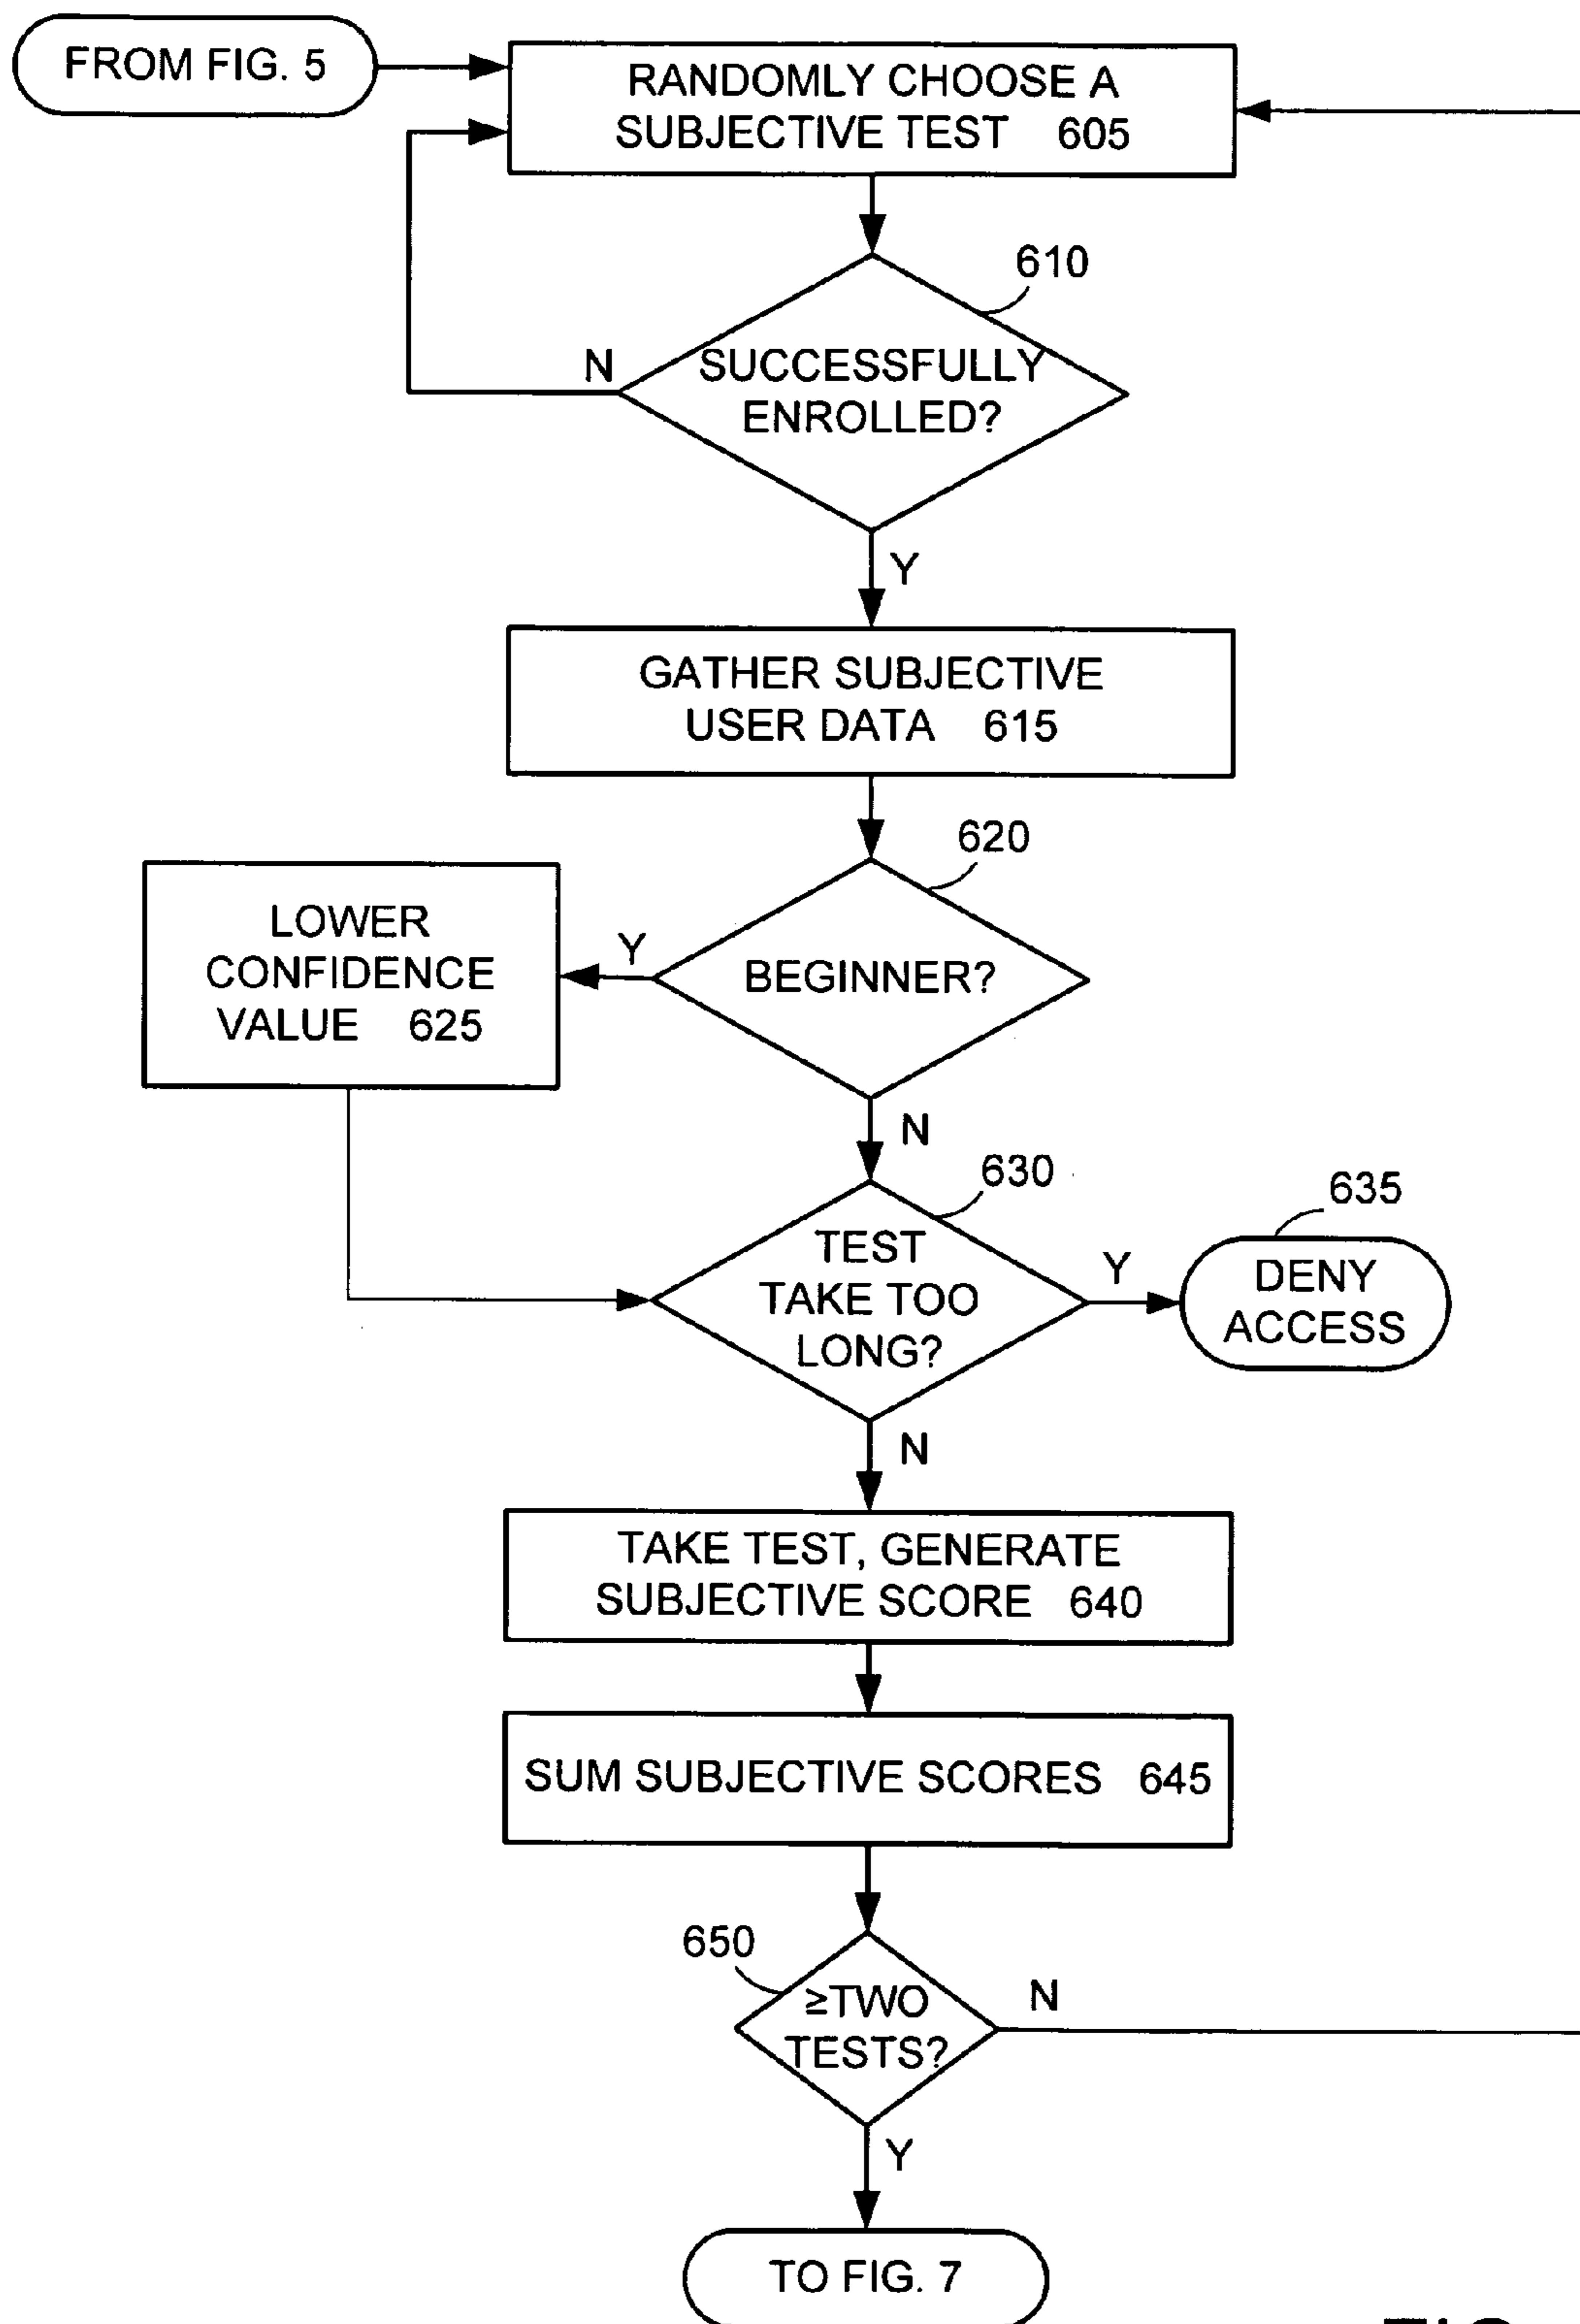 FROM FIG. 5
RANDOMLY CHOOSE A
SUBJECTIVE TEST 605
610
N
SUCCESSFULLY
ENROLLED?
Y
GATHER SUBJECTIVE
USER DATA 615
620
LOWER
CONFIDENCE
VALUE 625
Y
BEGINNER?
N
630
635
TEST
TAKE TOO
LONG?
Y
DENY
ACCESS
N
TAKE TEST, GENERATE
SUBJECTIVE SCORE 640
SUM SUBJECTIVE SCORES 645
650
≥TWO
TESTS?
N
Y
TO FIG. 7